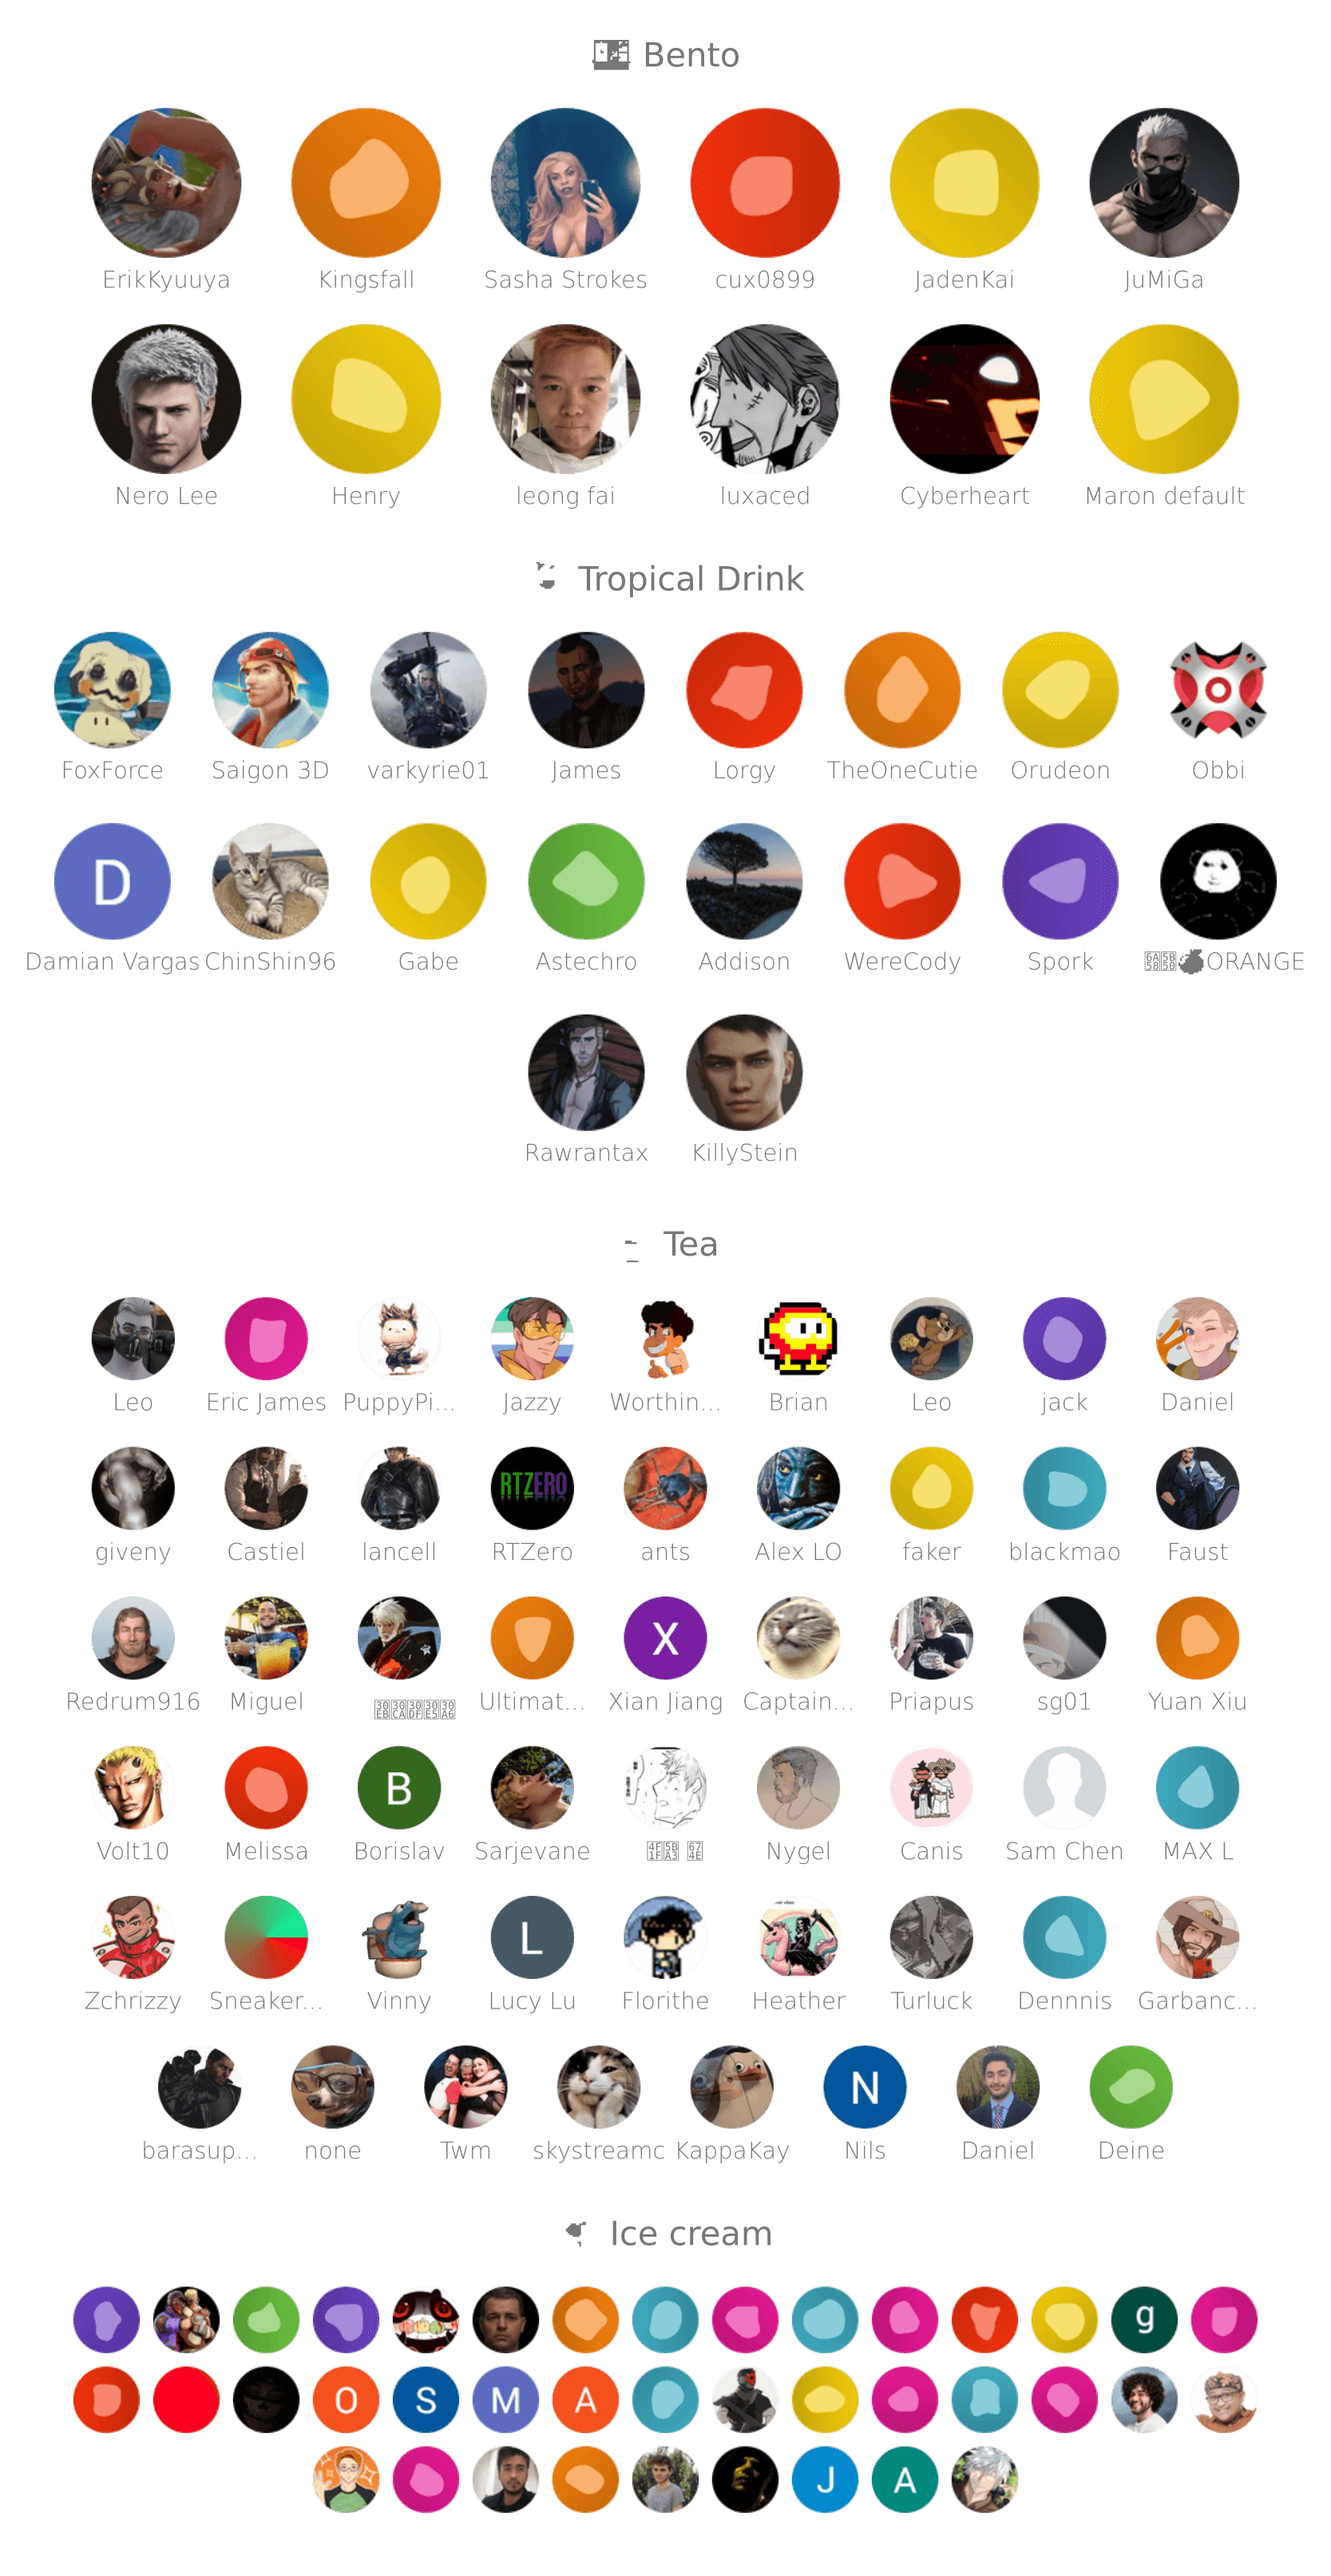 Bento
ErikKyuuya Kingsfall Sasha Strokes cux0899 JadenKai JuMiGa
Nero Lee Henry leong fai luxaced Cyberheart Maron default
Tropical Drink
FoxForce Saigon 3D varkyrie01 James Lorgy TheOneCutie Orudeon Obbi
D
Damian Vargas ChinShin96 Gabe Astechro Addison WereCody Spork ORANGE
Rawrantax KillyStein
Tea
Leo Eric James PuppyPi... Jazzy Worthin... Brian Leo jack Daniel
RTZERO
giveny Castiel lancell RTZero ants Alex LO faker blackmao Faust
X
Redrum916 Miguel Ultimat... Xian Jiang Captain... Priapus sg01 Yuan Xiu
B
Volt10 Melissa Borislav Sarjevane Nygel Canis Sam Chen MAX L
L
Zchrizzy Sneaker... Vinny Lucy Lu Florithe Heather Turluck Dennnis Garbanc...
N
barasup... none Twm skystreamc KappaKay Nils Daniel Deine
Ice cream
g
O S M A
J A